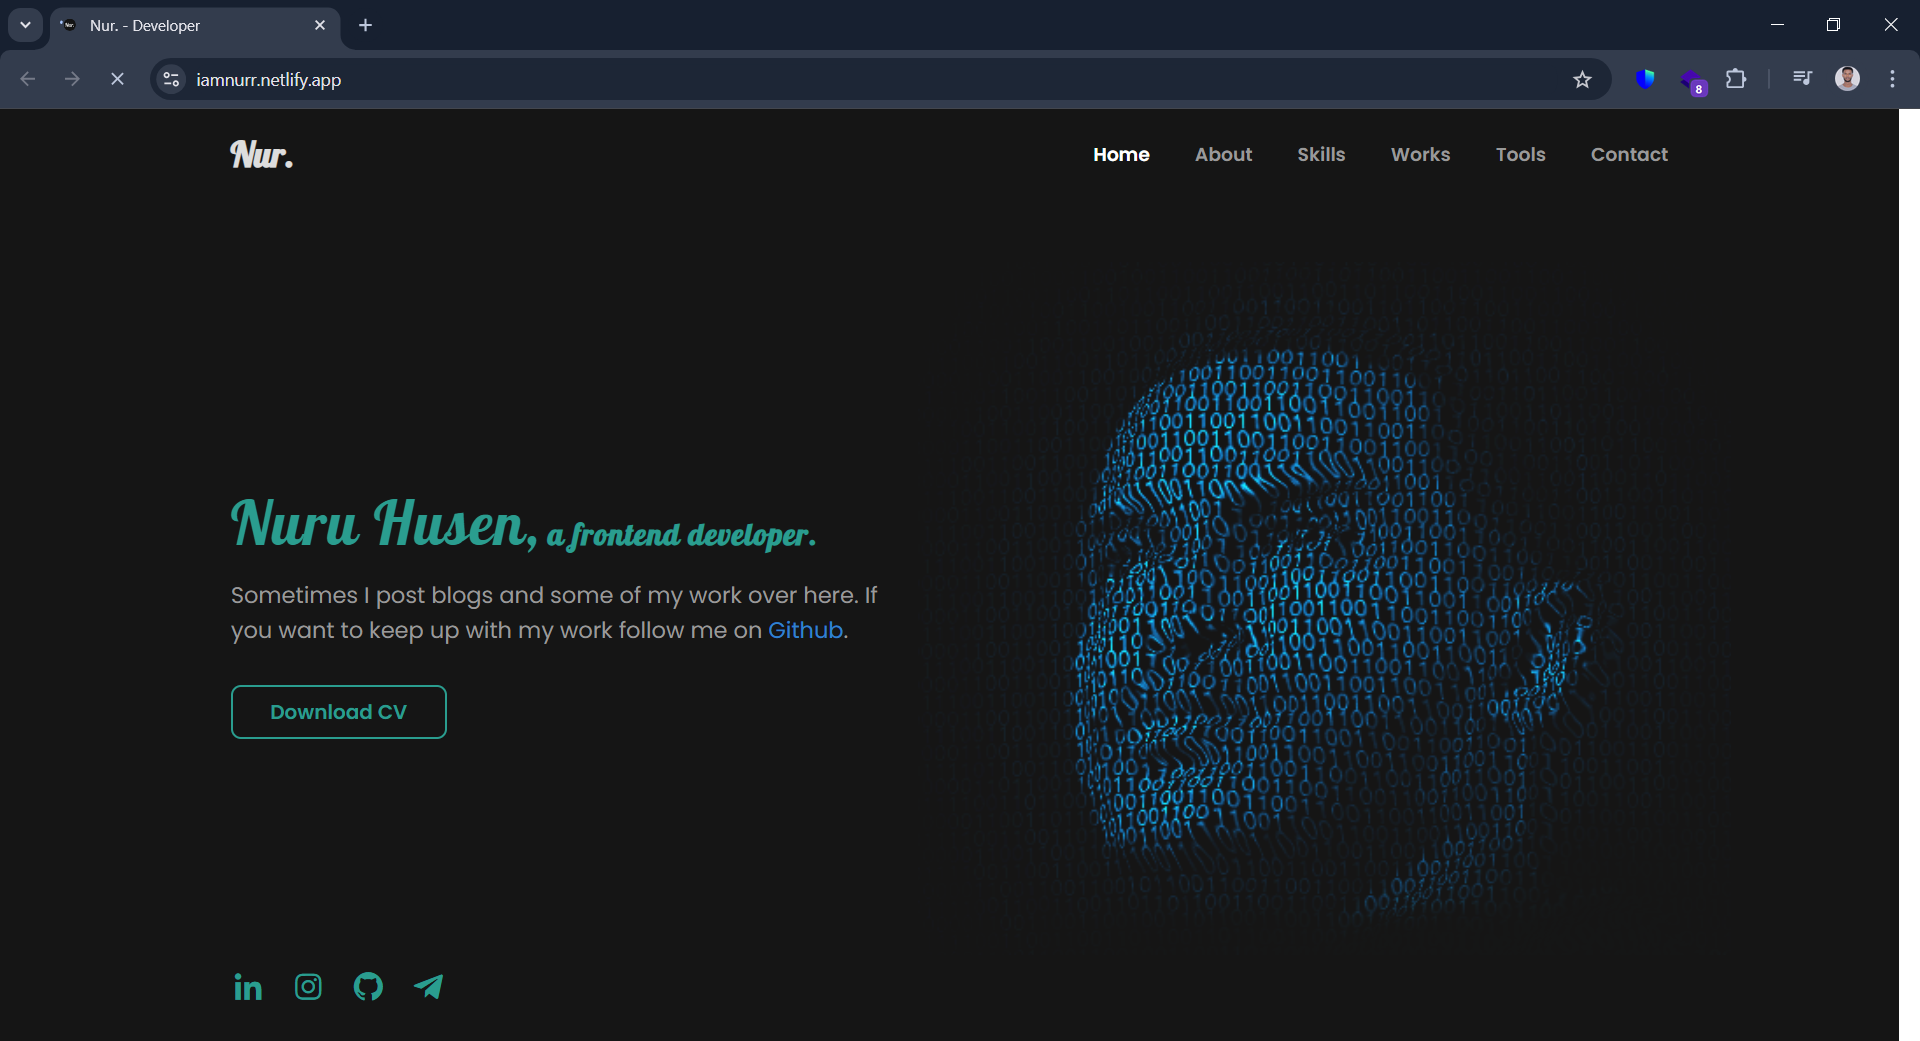 Nur. - Developer
iamnurr.netlify.app
8
Nur.
Home About Skills Works Tools Contact
Nuru Husen, a frontend developer.
Sometimes I post blogs and some of my work over here. If
you want to keep up with my work follow me on Github.
Download CV
in